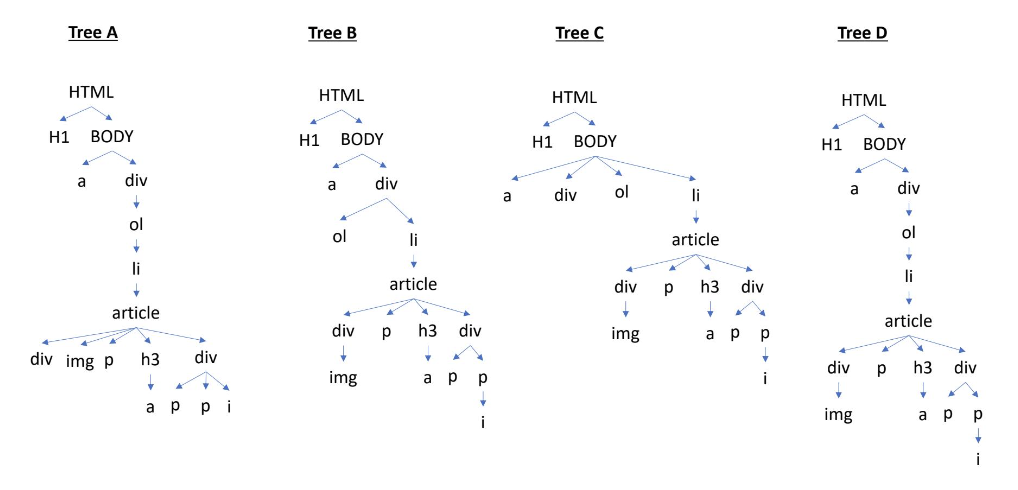 Tree A
HTML
H1 BODY
a div
ol
li
article
div img p h3 div
a p p i
Tree B
HTML
H1 BODY
a div
ol li
article
div p h3 div
img a p p
i
Tree C
HTML
H1 BODY
a div ol li
article
div p h3 div
img a p p
i
Tree D
HTML
H1 BODY
a div
ol
li
article
div p h3 div
img a p p
i